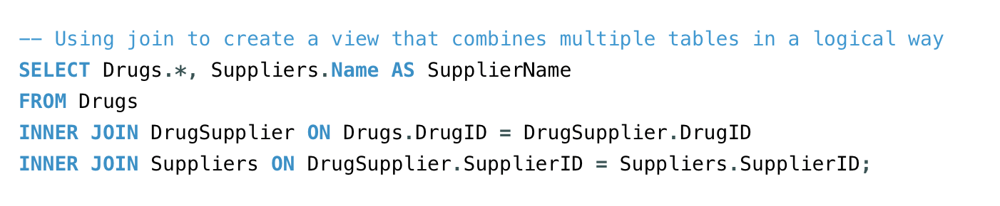 -- Using join to create a view that combines multiple tables in a logical way
SELECT Drugs.*, Suppliers.Name AS SupplierName
FROM Drugs
INNER JOIN DrugSupplier ON Drugs.DrugID = DrugSupplier.DrugID
INNER JOIN Suppliers ON DrugSupplier.SupplierID = Suppliers.SupplierID;